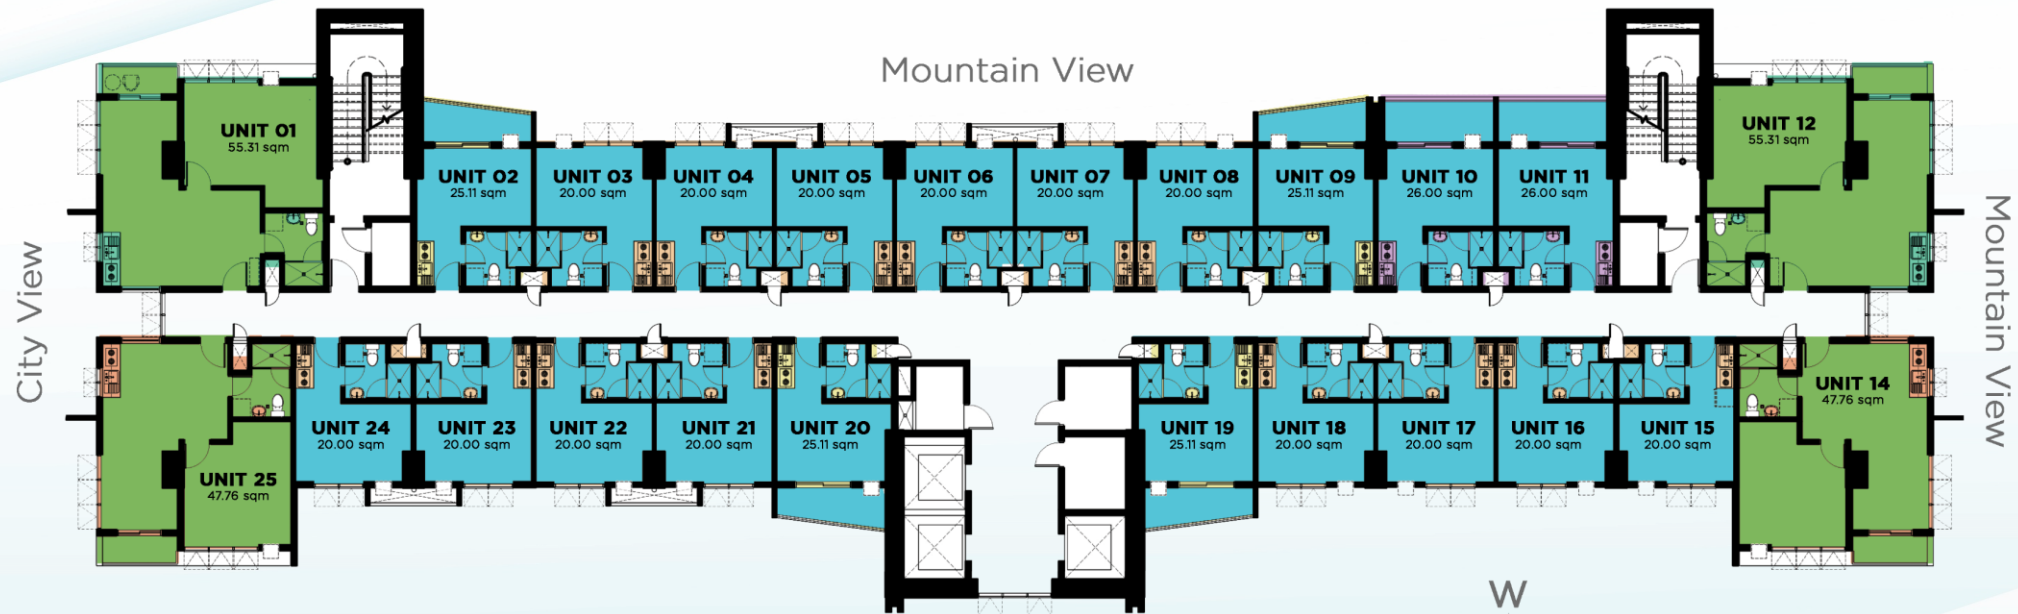 Mountain View
UNIT 01
55.31 sqm
UNIT 02
25.11 sqm
UNIT 03
20.00 sqm
UNIT 04
20.00 sqm
UNIT 05
20.00 sqm
UNIT 06
20.00 sqm
UNIT 07
20.00 sqm
UNIT 08
20.00 sqm
UNIT 09
25.11 sqm
UNIT 10
26.00 sqm
UNIT 11
26.00 sqm
UNIT 12
55.31 sqm
City View
Mountain View
UNIT 25
47.76 sqm
UNIT 24
20.00 sqm
UNIT 23
20.00 sqm
UNIT 22
20.00 sqm
UNIT 21
20.00 sqm
UNIT 20
25.11 sqm
UNIT 19
25.11 sqm
UNIT 18
20.00 sqm
UNIT 17
20.00 sqm
UNIT 16
20.00 sqm
UNIT 15
20.00 sqm
UNIT 14
47.76 sqm
W